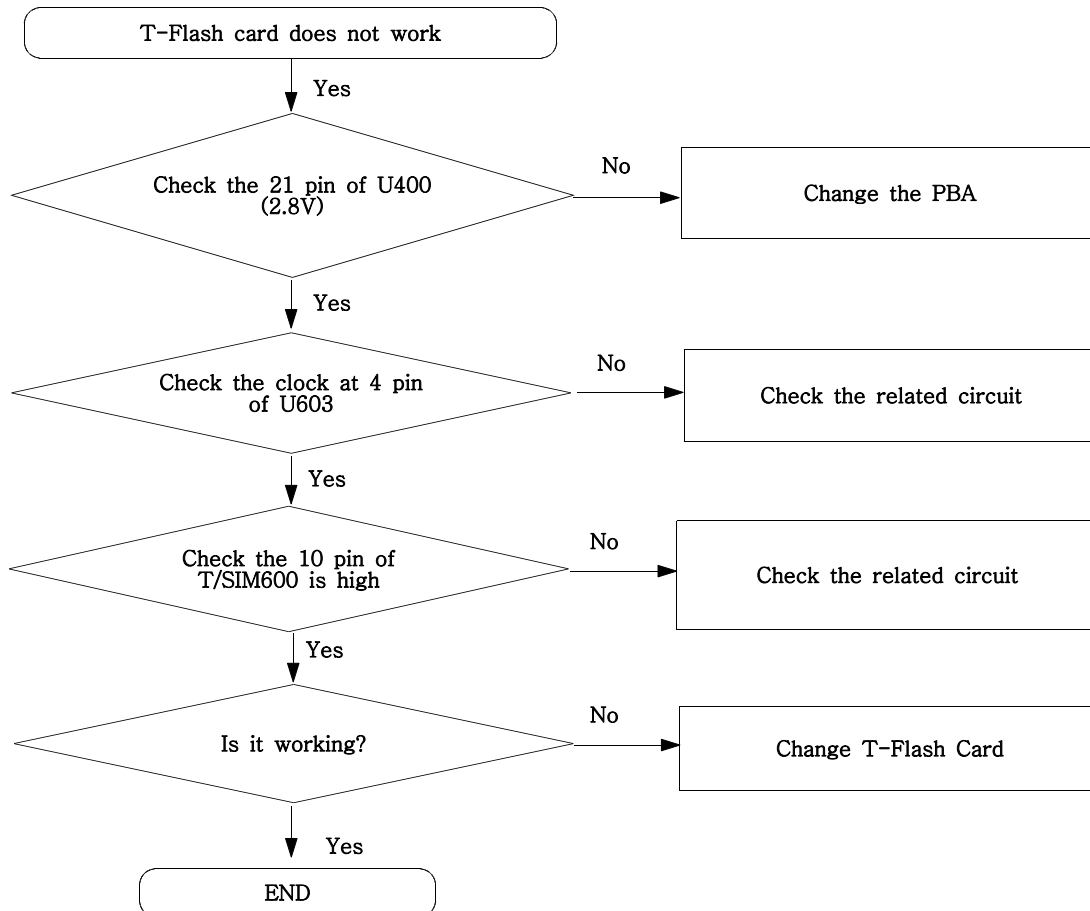 T-Flash card does not work
Yes
Check the 21 pin of U400
(2.8V)
No
Change the PBA
Yes
Check the clock at 4 pin
of U603
No
Check the related circuit
Yes
Check the 10 pin of
T/SIM600 is high
No
Check the related circuit
Yes
Is it working?
No
Change T-Flash Card
Yes
END